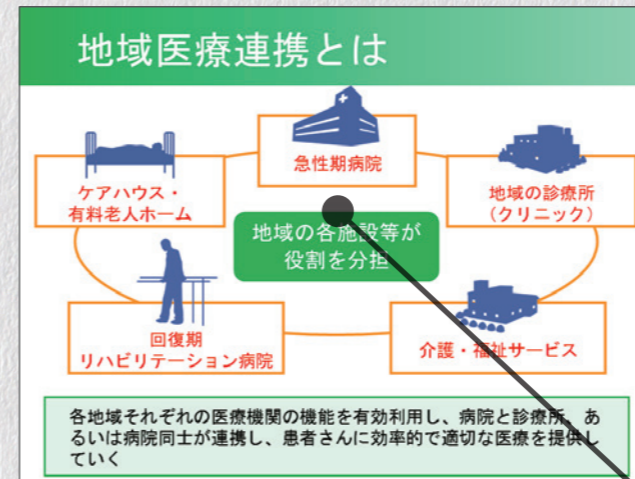 地域医療連携とは
急性期病院
ケアハウス・
有料老人ホーム
地域の診療所
（クリニック）
地域の各施設等が
役割を分担
回復期
リハビリテーション病院
介護・福祉サービス
各地域それぞれの医療機関の機能を有効利用し、病院と診療所、あ
るいは病院同士が連携し、患者さんに効率的で適切な医療を提供し
ていく